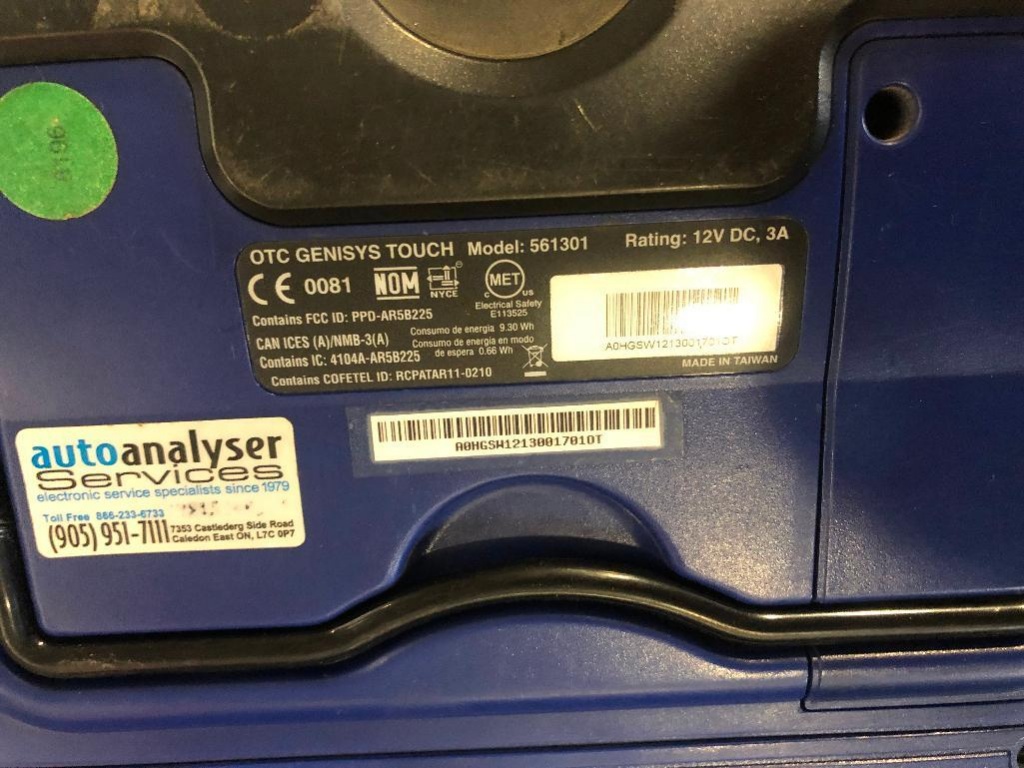 8196
OTC GENISYS TOUCH Model: 561301 Rating: 12V DC, 3A
CE 0081 NOM NYCE MET
C US
Electrical Safety
E113525
Contains FCC ID: PPD-AR5B225
CAN ICES (A)/NMB-3(A)
Contains IC: 4104A-AR5B225
Consumo de energia 9.30 Wh
Consumo de energia en modo
de espera 0.66 Wh
Contains COFETEL ID: RCPATAR11-0210
A0HGSW12130017010T
MADE IN TAIWAN
A0HGSW12130017010T
autoanalyser
Services
electronic service specialists since 1979
Toll Free 866-233-6733
(905) 951-7111 7353 Castlederg Side Road
Caledon East ON, L7C 0P7